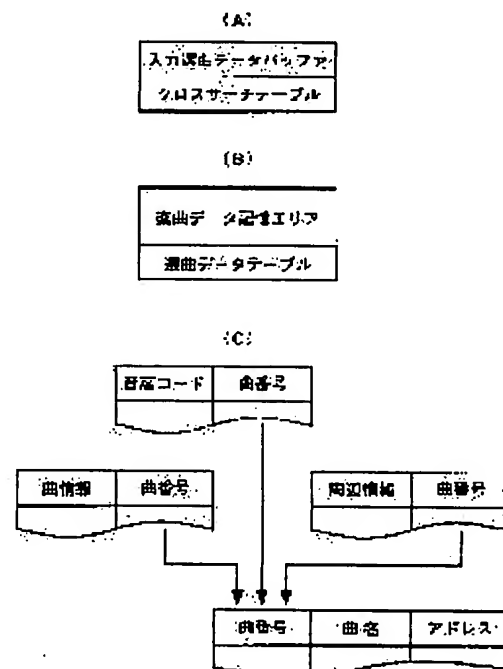 (A)
入力選曲データバッファ
クロスサーチテーブル
(B)
楽曲データ記憶エリア
選曲データテーブル
(C)
音高コード 曲番号
曲情報 曲番号 周辺情報 曲番号
曲番号 曲名 アドレス